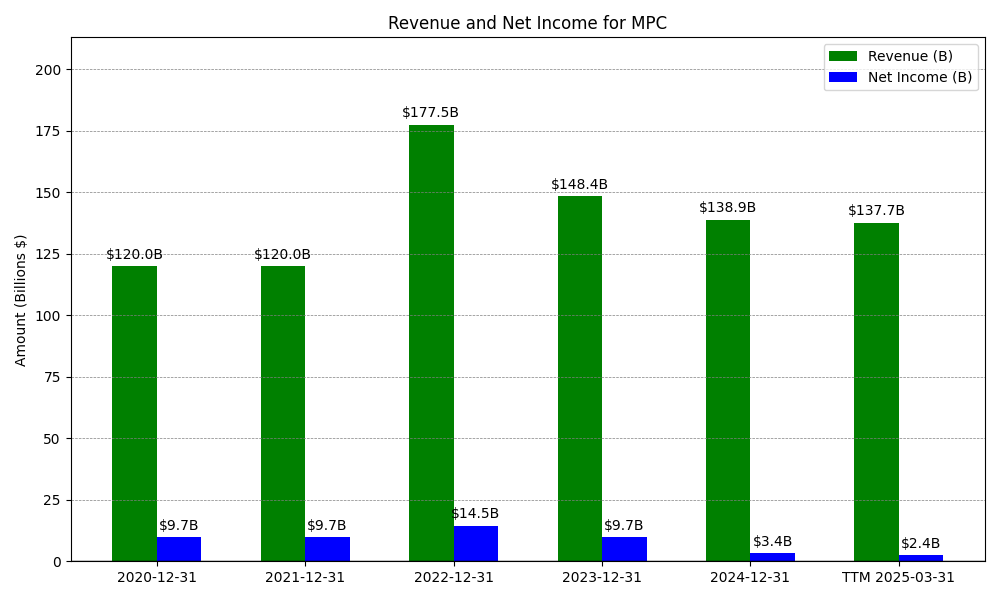 Revenue and Net Income for MPC
Revenue (B)
Net Income (B)
Amount (Billions $)
200
175
150
125
100
75
50
25
0
$120.0B
$120.0B
$177.5B
$148.4B
$138.9B
$137.7B
$9.7B
$9.7B
$14.5B
$9.7B
$3.4B
$2.4B
2020-12-31
2021-12-31
2022-12-31
2023-12-31
2024-12-31
TTM 2025-03-31